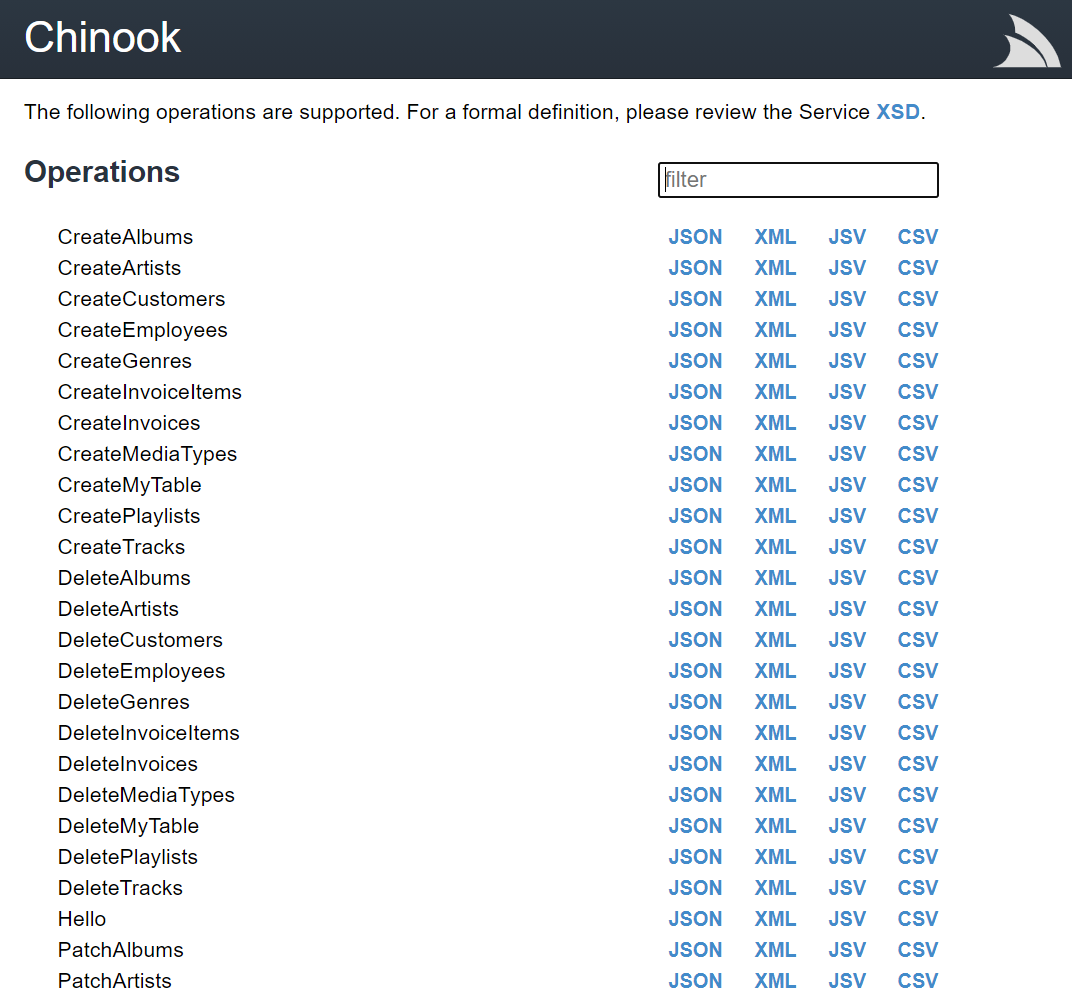 Chinook
The following operations are supported. For a formal definition, please review the Service XSD.
Operations
filter
CreateAlbums JSON XML JSV CSV
CreateArtists JSON XML JSV CSV
CreateCustomers JSON XML JSV CSV
CreateEmployees JSON XML JSV CSV
CreateGenres JSON XML JSV CSV
CreateInvoiceItems JSON XML JSV CSV
CreateInvoices JSON XML JSV CSV
CreateMediaTypes JSON XML JSV CSV
CreateMyTable JSON XML JSV CSV
CreatePlaylists JSON XML JSV CSV
CreateTracks JSON XML JSV CSV
DeleteAlbums JSON XML JSV CSV
DeleteArtists JSON XML JSV CSV
DeleteCustomers JSON XML JSV CSV
DeleteEmployees JSON XML JSV CSV
DeleteGenres JSON XML JSV CSV
DeleteInvoiceItems JSON XML JSV CSV
DeleteInvoices JSON XML JSV CSV
DeleteMediaTypes JSON XML JSV CSV
DeleteMyTable JSON XML JSV CSV
DeletePlaylists JSON XML JSV CSV
DeleteTracks JSON XML JSV CSV
Hello JSON XML JSV CSV
PatchAlbums JSON XML JSV CSV
PatchArtists JSON XML JSV CSV